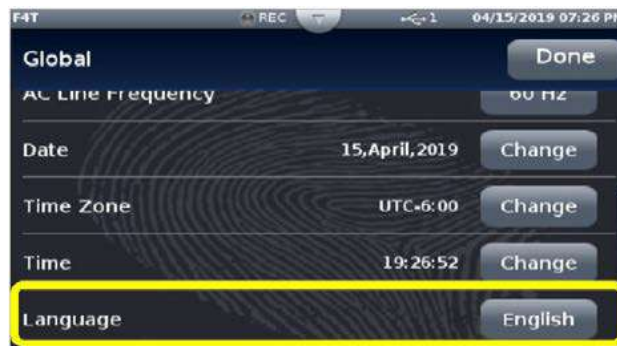 F4T REC 1 04/15/2019 07:26 PM
Global Done
AC Line Frequency 60 Hz
Date 15,April,2019 Change
Time Zone UTC-6:00 Change
Time 19:26:52 Change
Language English